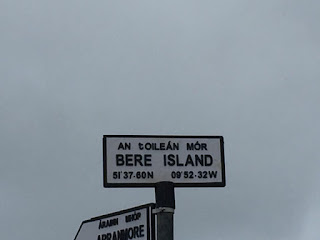 AN tOILEÁN MÓR
BERE ISLAND
51·37·60N 09·52·32W
ÁRAINN MHÓR
ARRANMORE